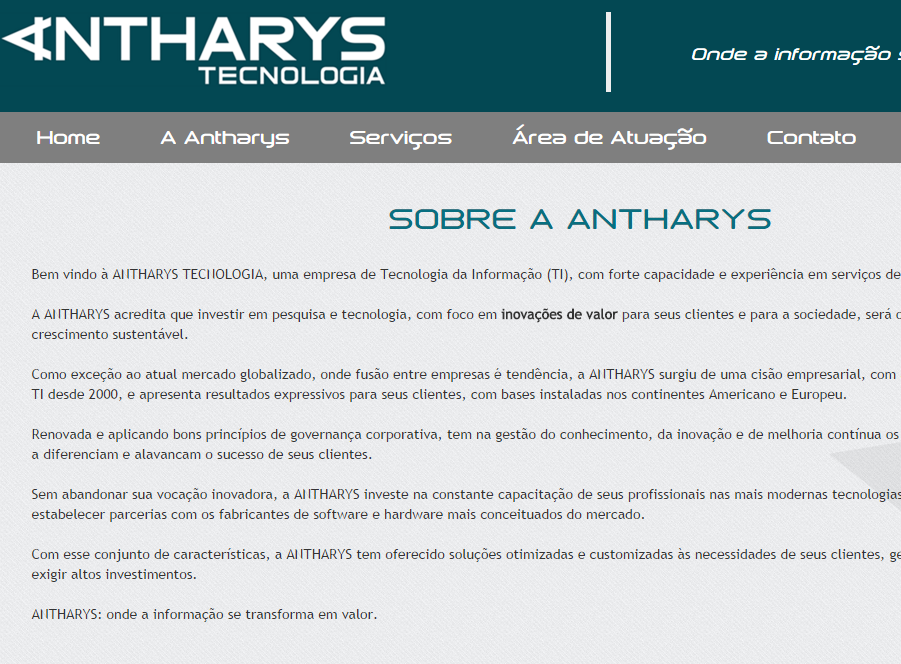 ANTHARYS
TECNOLOGIA
Onde a informação
Home A Antharys Serviços Área de Atuação Contato
SOBRE A ANTHARYS
Bem vindo à ANTHARYS TECNOLOGIA, uma empresa de Tecnologia da Informação (TI), com forte capacidade e experiência em serviços de
A ANTHARYS acredita que investir em pesquisa e tecnologia, com foco em inovações de valor para seus clientes e para a sociedade, será
crescimento sustentável.
Como exceção ao atual mercado globalizado, onde fusão entre empresas é tendência, a ANTHARYS surgiu de uma cisão empresarial, com
TI desde 2000, e apresenta resultados expressivos para seus clientes, com bases instaladas nos continentes Americano e Europeu.
Renovada e aplicando bons princípios de governança corporativa, tem na gestão do conhecimento, da inovação e de melhoria contínua os
a diferenciam e alavancam o sucesso de seus clientes.
Sem abandonar sua vocação inovadora, a ANTHARYS investe na constante capacitação de seus profissionais nas mais modernas tecnologias
estabelecer parcerias com os fabricantes de software e hardware mais conceituados do mercado.
Com esse conjunto de características, a ANTHARYS tem oferecido soluções otimizadas e customizadas às necessidades de seus clientes,
exigir altos investimentos.
ANTHARYS: onde a informação se transforma em valor.